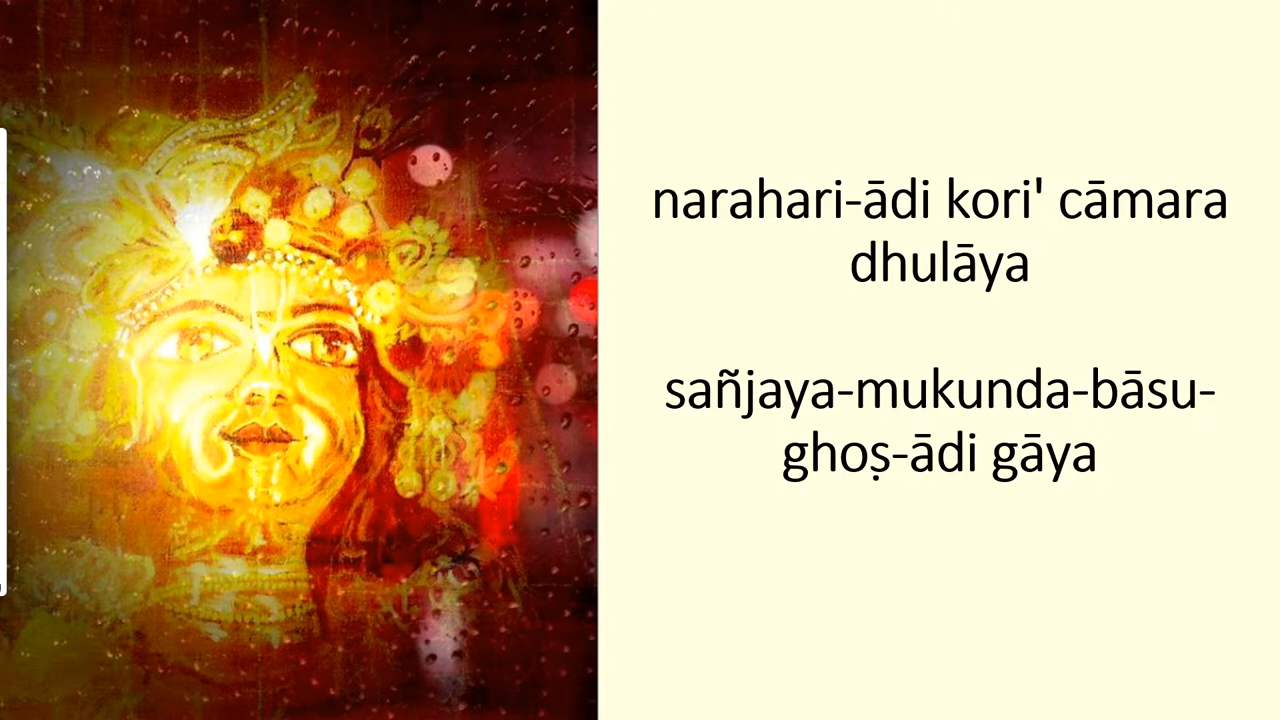 narahari-ādi kori' cāmara
dhulāya
sañjaya-mukunda-bāsu-
ghoṣ-ādi gāya